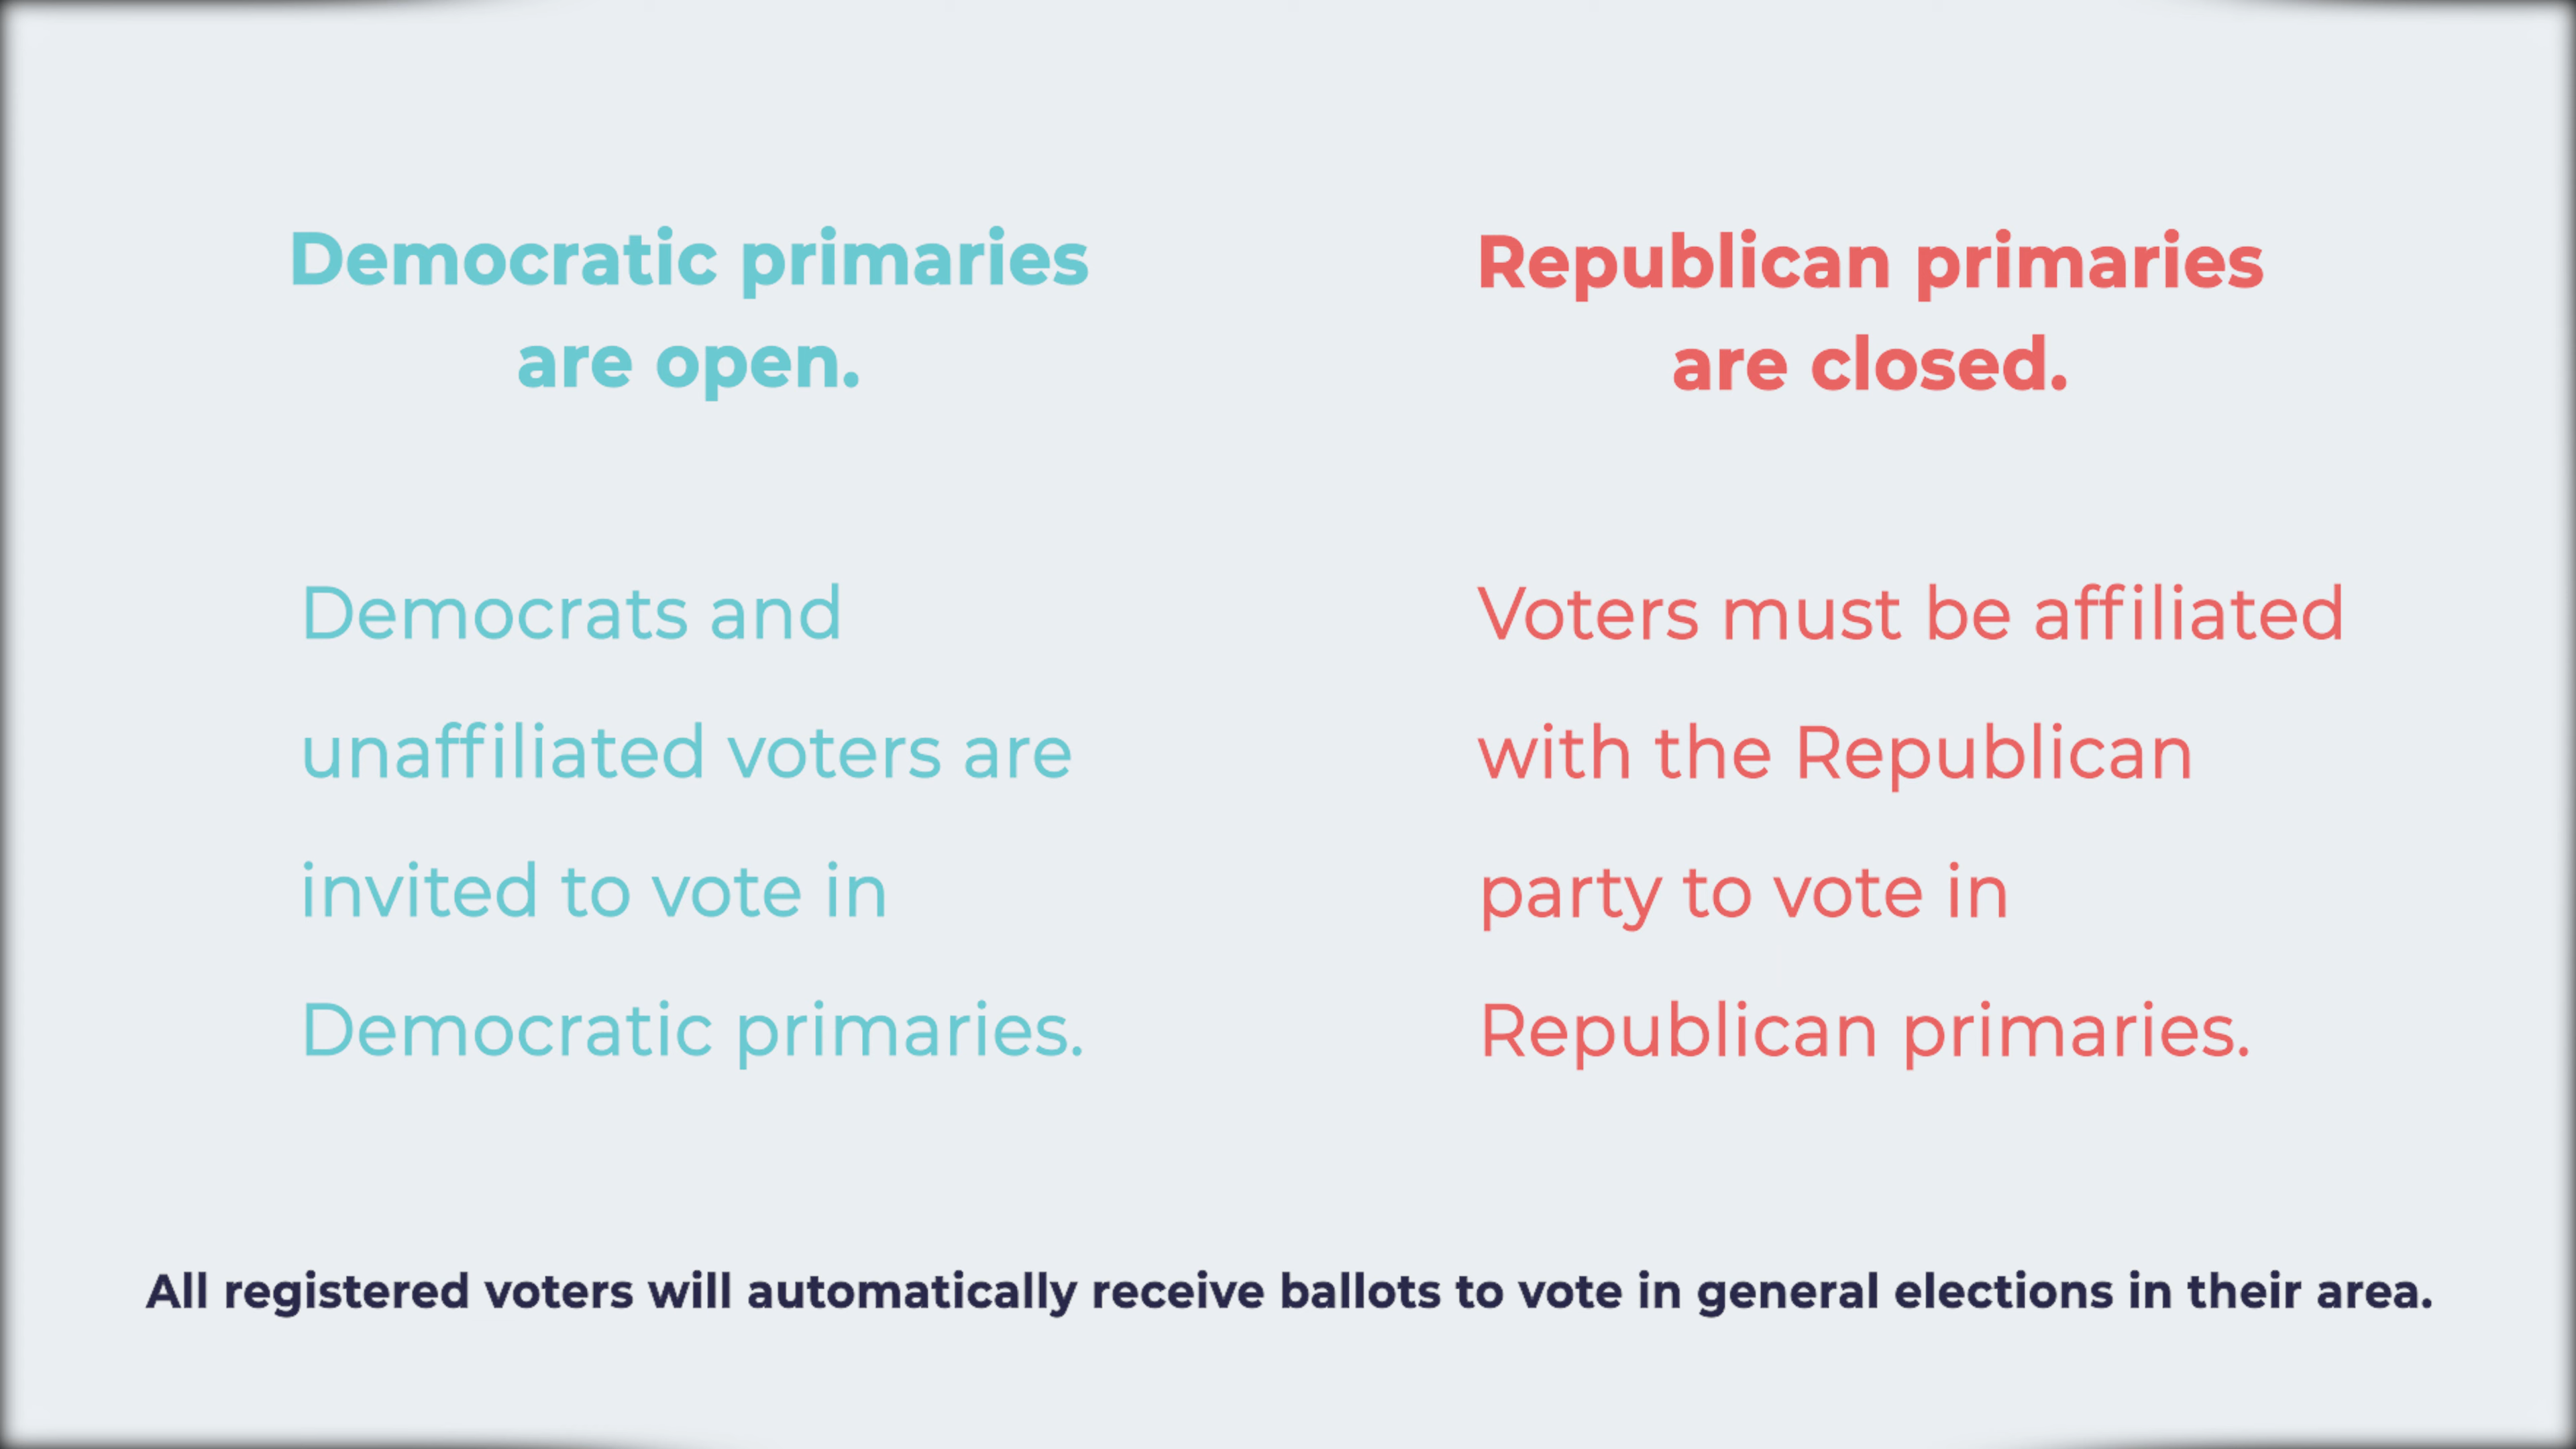 Democratic primaries
are open.
Democrats and
unaffiliated voters are
invited to vote in
Democratic primaries.
Republican primaries
are closed.
Voters must be affiliated
with the Republican
party to vote in
Republican primaries.
All registered voters will automatically receive ballots to vote in general elections in their area.